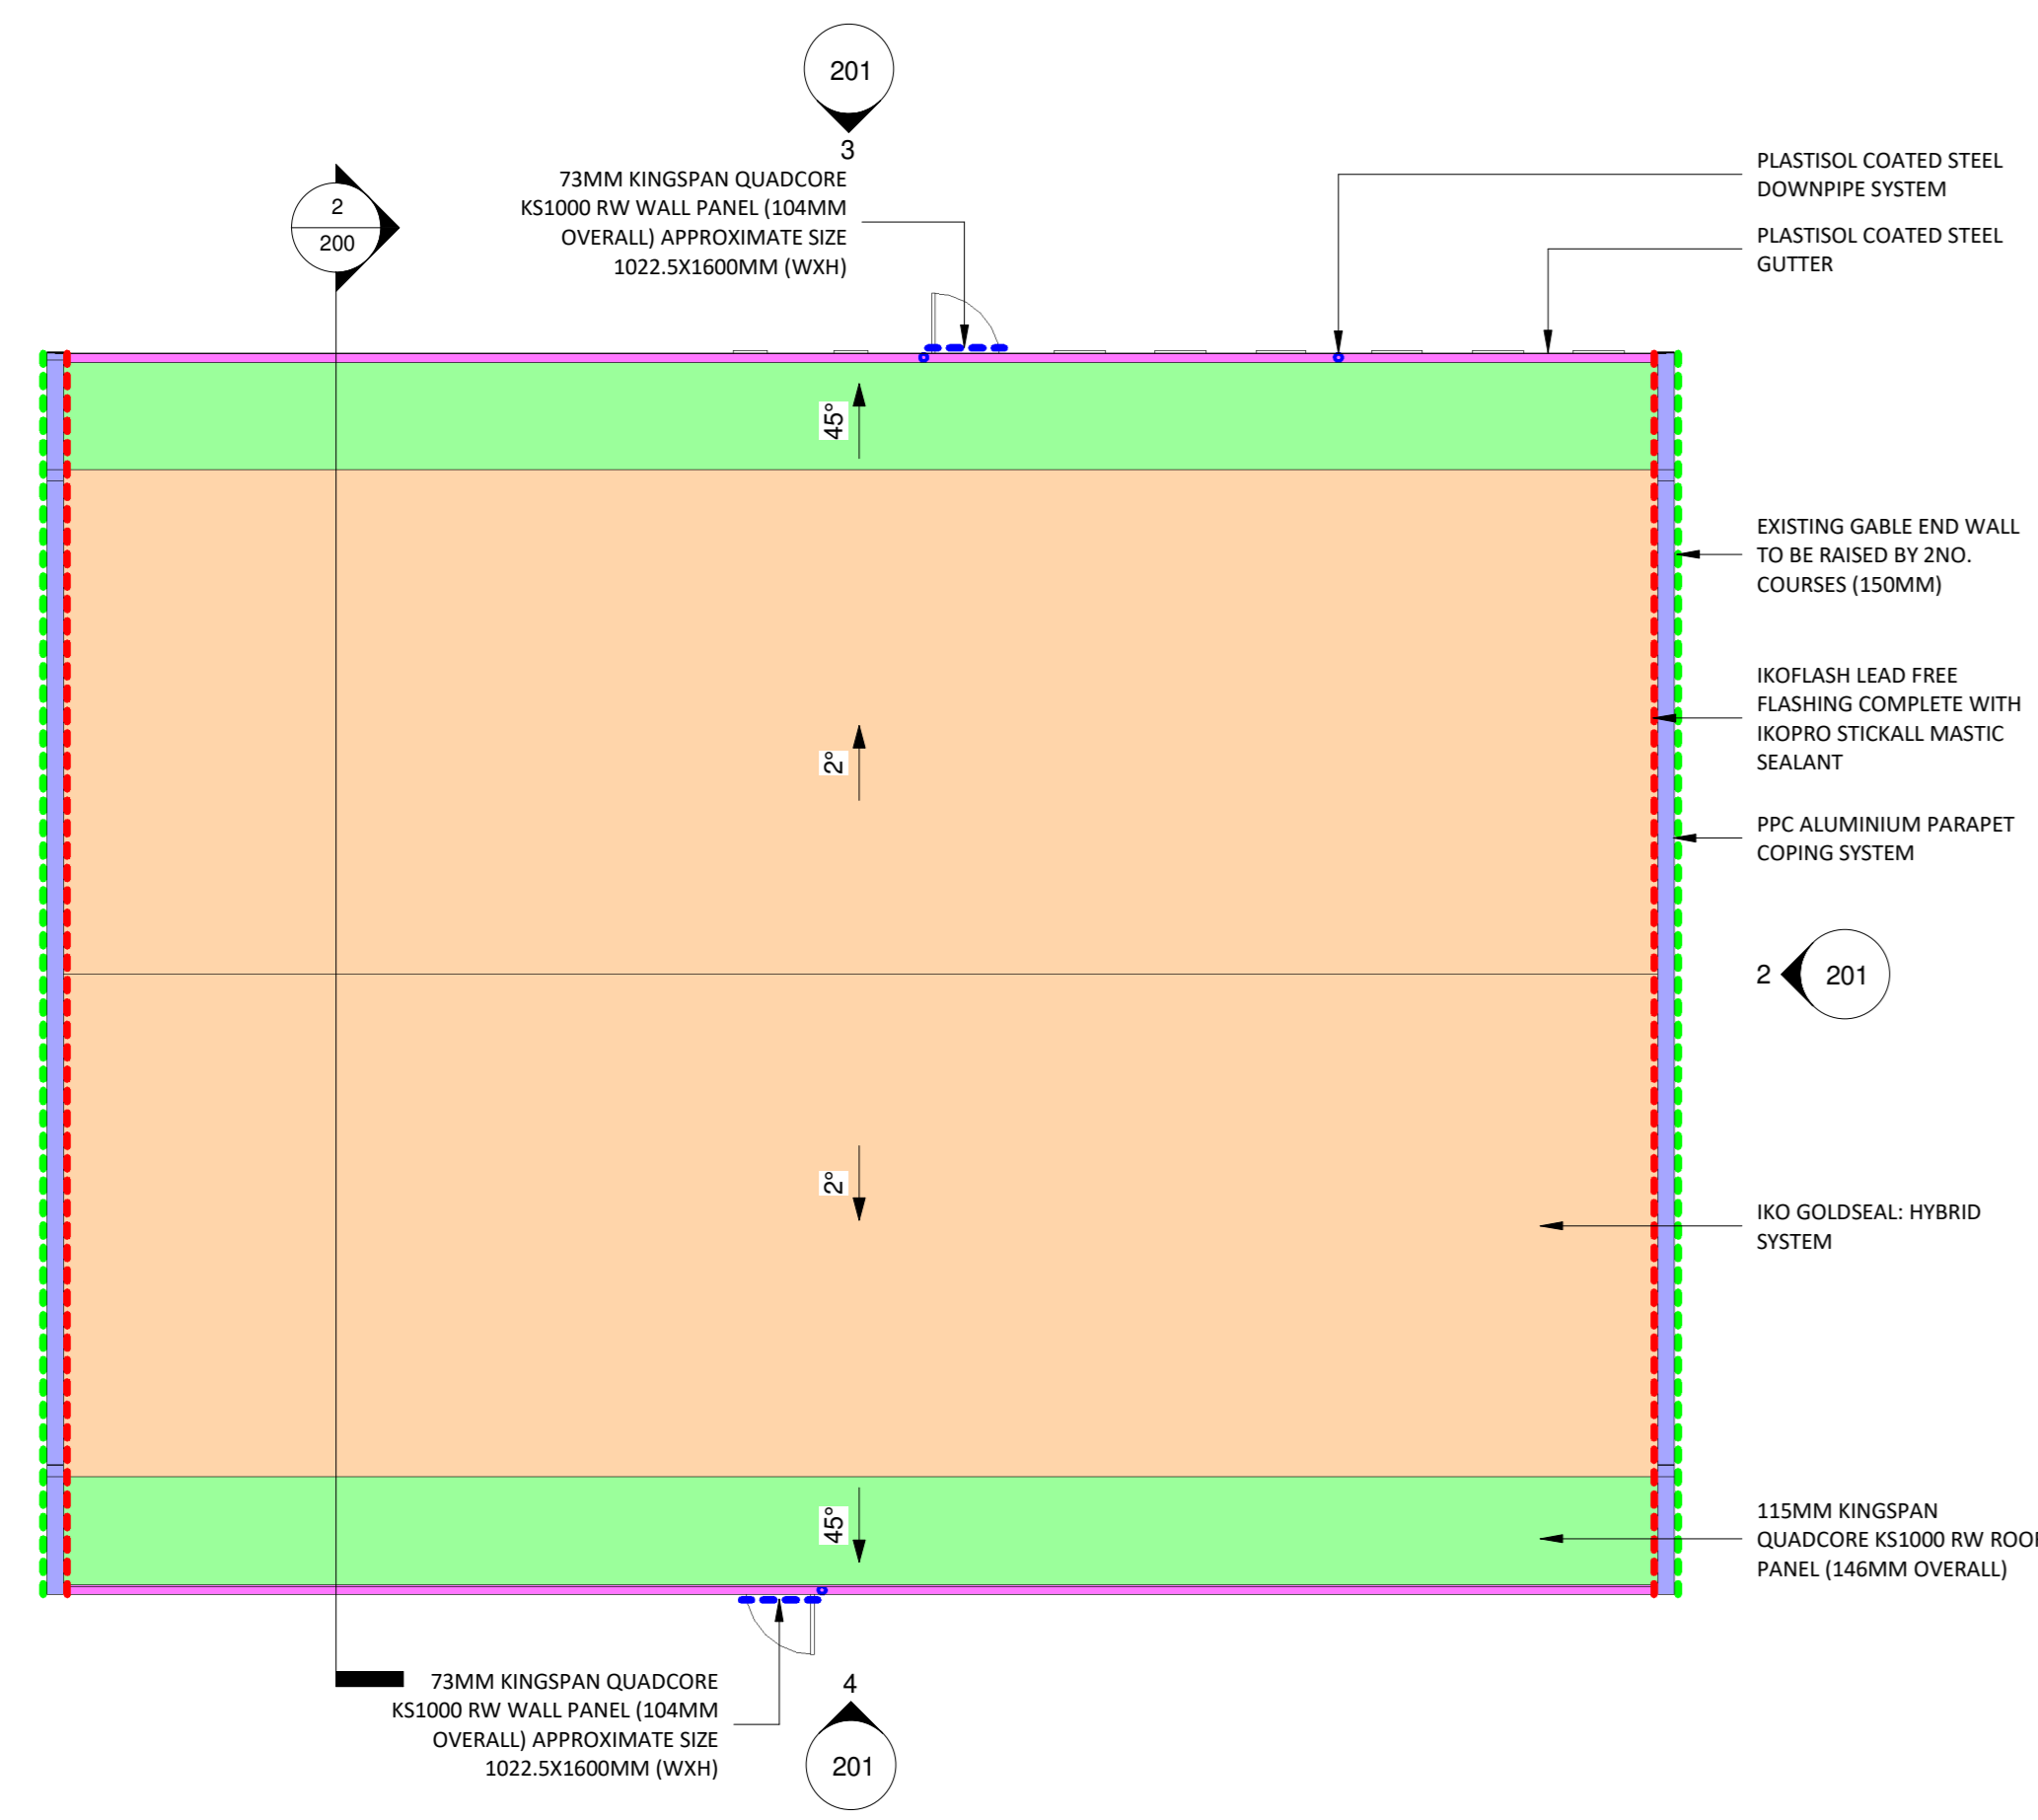 201
3
73MM KINGSPAN QUADCORE
KS1000 RW WALL PANEL (104MM
OVERALL) APPROXIMATE SIZE
1022.5X1600MM (WXH)
2
200
PLASTISOL COATED STEEL
DOWNPIPE SYSTEM
PLASTISOL COATED STEEL
GUTTER
45°
EXISTING GABLE END WALL
TO BE RAISED BY 2NO.
COURSES (150MM)
IKOFLASH LEAD FREE
FLASHING COMPLETE WITH
IKOPRO STICKALL MASTIC
SEALANT
2°
PPC ALUMINIUM PARAPET
COPING SYSTEM
2
201
2°
IKO GOLDSEAL: HYBRID
SYSTEM
45°
115MM KINGSPAN
QUADCORE KS1000 RW ROOF
PANEL (146MM OVERALL)
73MM KINGSPAN QUADCORE
KS1000 RW WALL PANEL (104MM
OVERALL) APPROXIMATE SIZE
1022.5X1600MM (WXH)
4
201